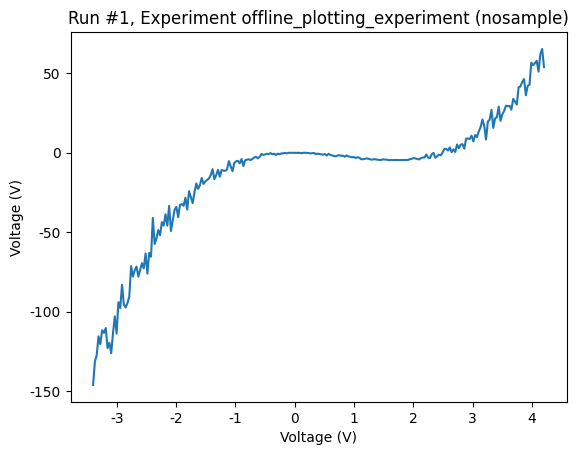 Run #1, Experiment offline_plotting_experiment (nosample)
50
0
-50
-100
-150
Voltage (V)
-3 -2 -1 0 1 2 3 4
Voltage (V)